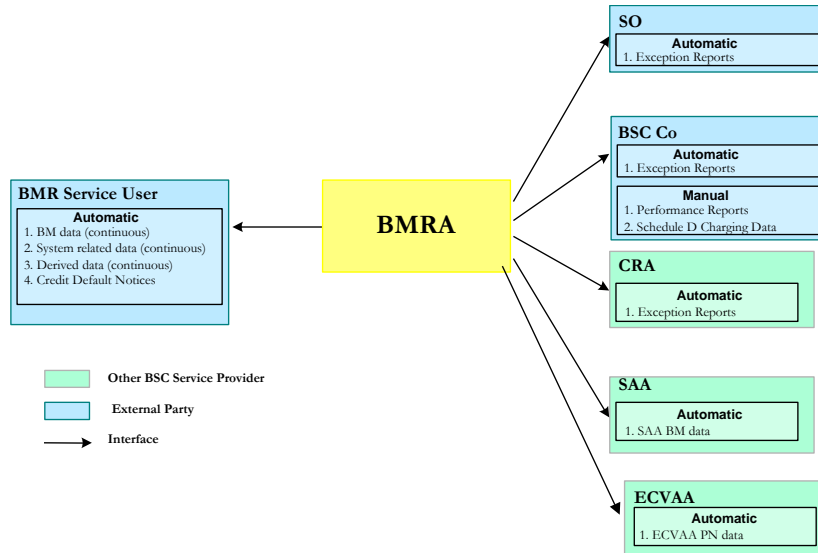 SO
Automatic
1. Exception Reports
BSC Co
Automatic
1. Exception Reports
Manual
1. Performance Reports
2. Schedule D Charging Data
BMR Service User
Automatic
1. BM data (continuous)
2. System related data (continuous)
3. Derived data (continuous)
4. Credit Default Notices
BMRA
CRA
Automatic
1. Exception Reports
SAA
Automatic
1. SAA BM data
ECVAA
Automatic
1. ECVAA PN data
Other BSC Service Provider
External Party
Interface